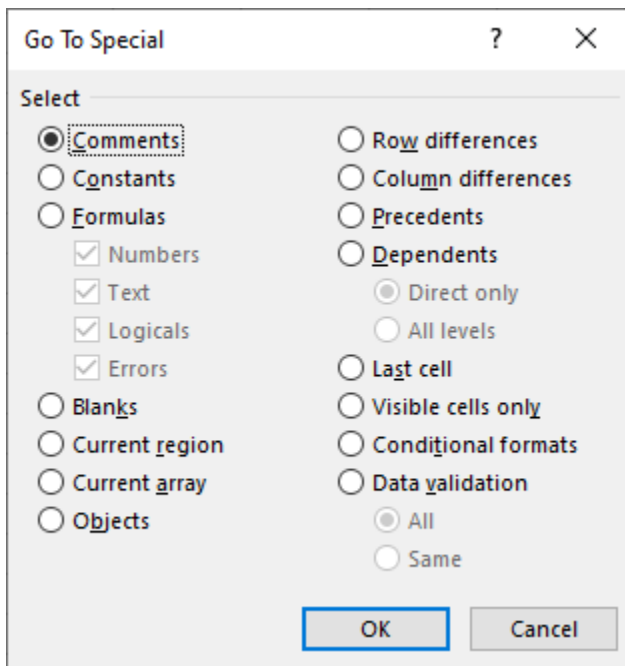 Go To Special
?
Select
Comments
Constants
Formulas
Numbers
Text
Logicals
Errors
Blanks
Current region
Current array
Objects
Row differences
Column differences
Precedents
Dependents
Direct only
All levels
Last cell
Visible cells only
Conditional formats
Data validation
All
Same
OK
Cancel